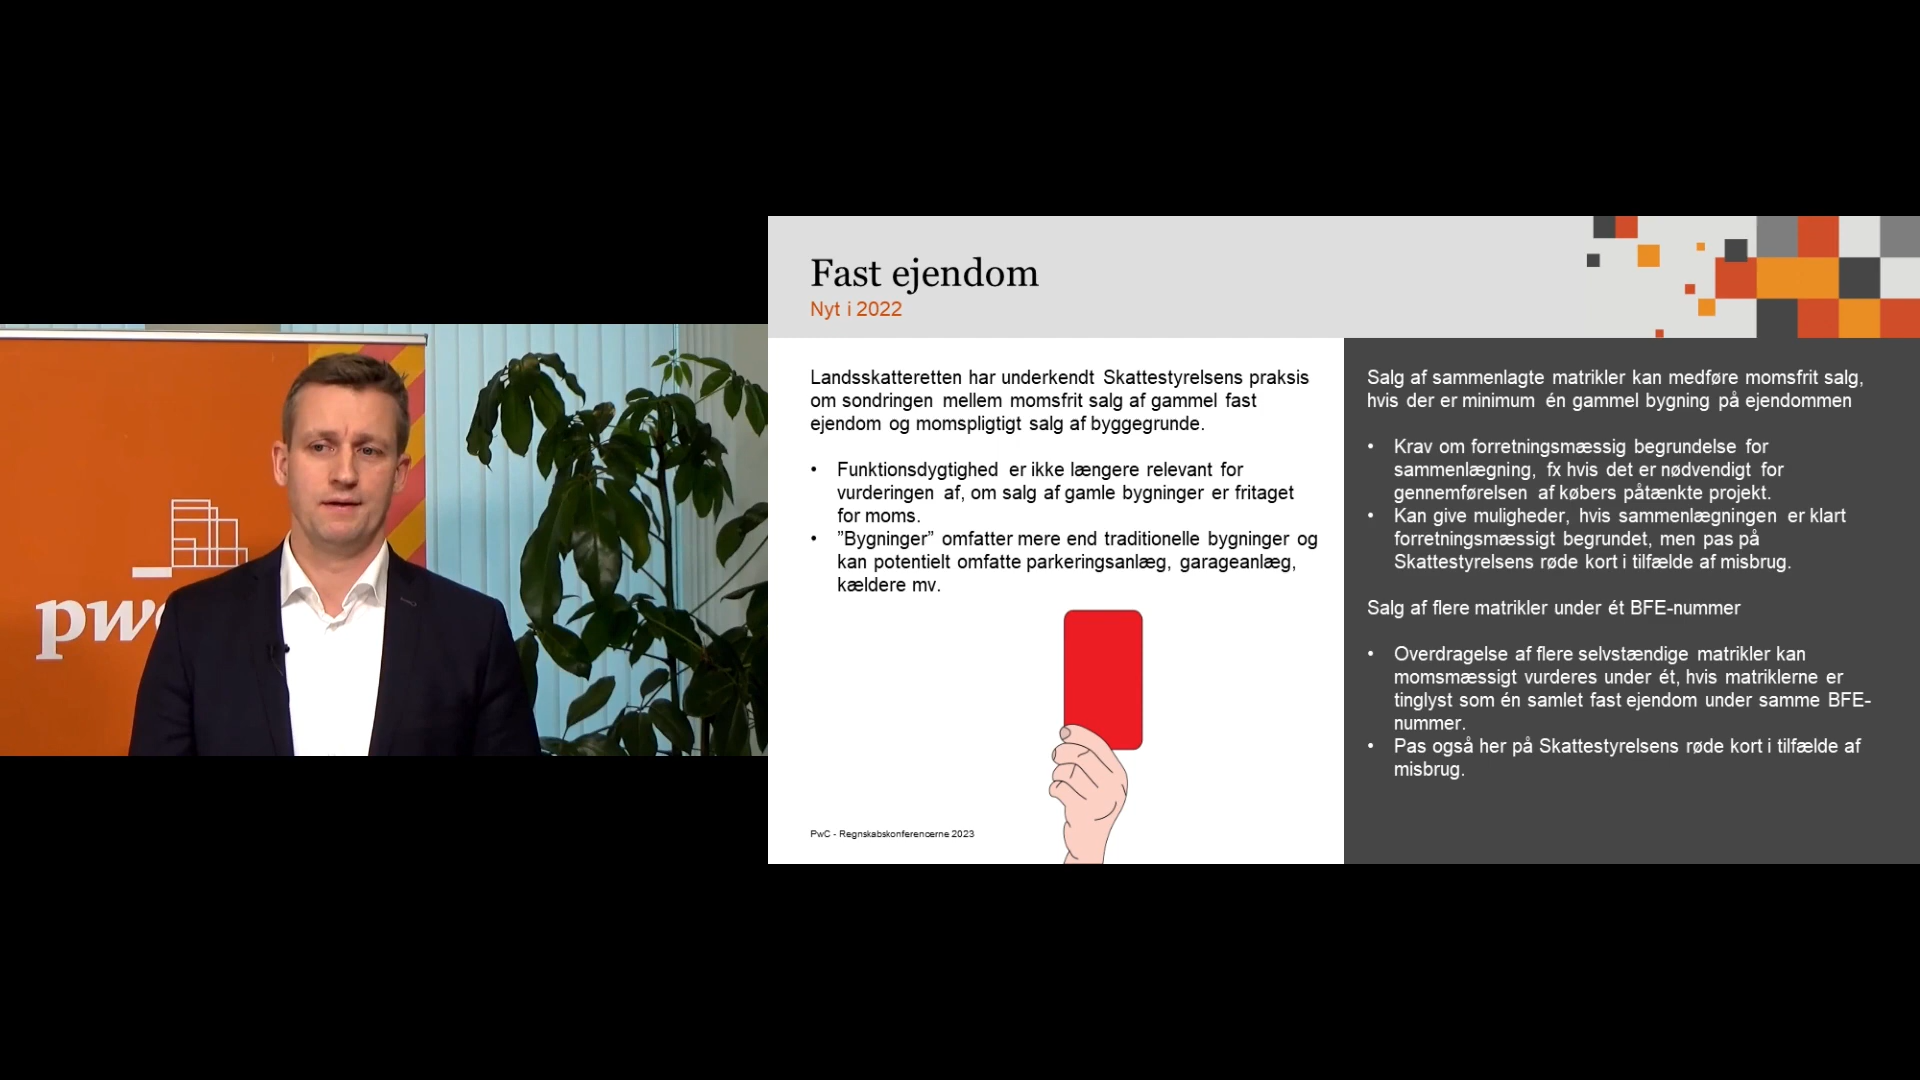 pwc
Fast ejendom
Nyt i 2022
Landsskatteretten har underkendt Skattestyrelsens praksis
om sondringen mellem momsfrit salg af gammel fast
ejendom og momspligtigt salg af byggegrunde.
• Funktionsdygtighed er ikke længere relevant for
vurderingen af, om salg af gamle bygninger er fritaget
for moms.
• ”Bygninger” omfatter mere end traditionelle bygninger og
kan potentielt omfatte parkeringsanlæg, garageanlæg,
kældere mv.
PwC - Regnskabskonferencerne 2023
Salg af sammenlagte matrikler kan medføre momsfrit salg,
hvis der er minimum én gammel bygning på ejendommen
• Krav om forretningsmæssig begrundelse for
sammenlægning, fx hvis det er nødvendigt for
gennemførelsen af købers påtænkte projekt.
• Kan give muligheder, hvis sammenlægningen er klart
forretningsmæssigt begrundet, men pas på
Skattestyrelsens røde kort i tilfælde af misbrug.
Salg af flere matrikler under ét BFE-nummer
• Overdragelse af flere selvstændige matrikler kan
momsmæssigt vurderes under ét, hvis matriklerne er
tinglyst som én samlet fast ejendom under samme BFE-
nummer.
• Pas også her på Skattestyrelsens røde kort i tilfælde af
misbrug.